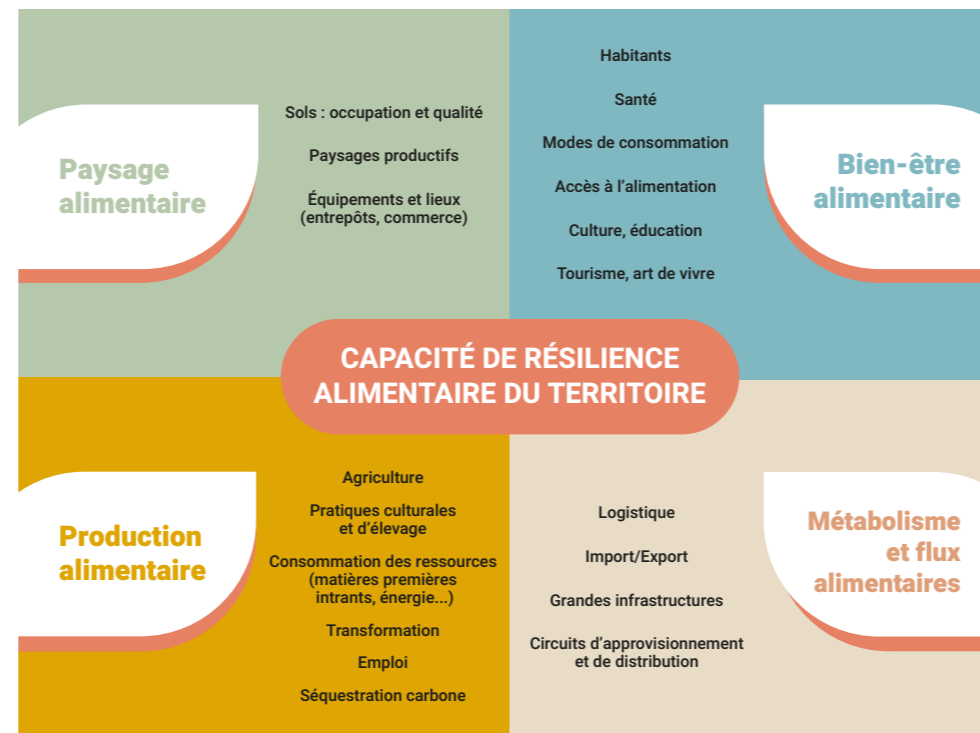 Paysage
alimentaire
Sols : occupation et qualité
Paysages productifs
Équipements et lieux
(entrepôts, commerce)
Habitants
Santé
Modes de consommation
Accès à l’alimentation
Culture, éducation
Tourisme, art de vivre
Bien-être
alimentaire
CAPACITÉ DE RÉSILIENCE
ALIMENTAIRE DU TERRITOIRE
Production
alimentaire
Agriculture
Pratiques culturales
et d’élevage
Consommation des ressources
(matières premières
intrants, énergie...)
Transformation
Emploi
Séquestration carbone
Logistique
Import/Export
Grandes infrastructures
Circuits d’approvisionnement
et de distribution
Métabolisme
et flux
alimentaires